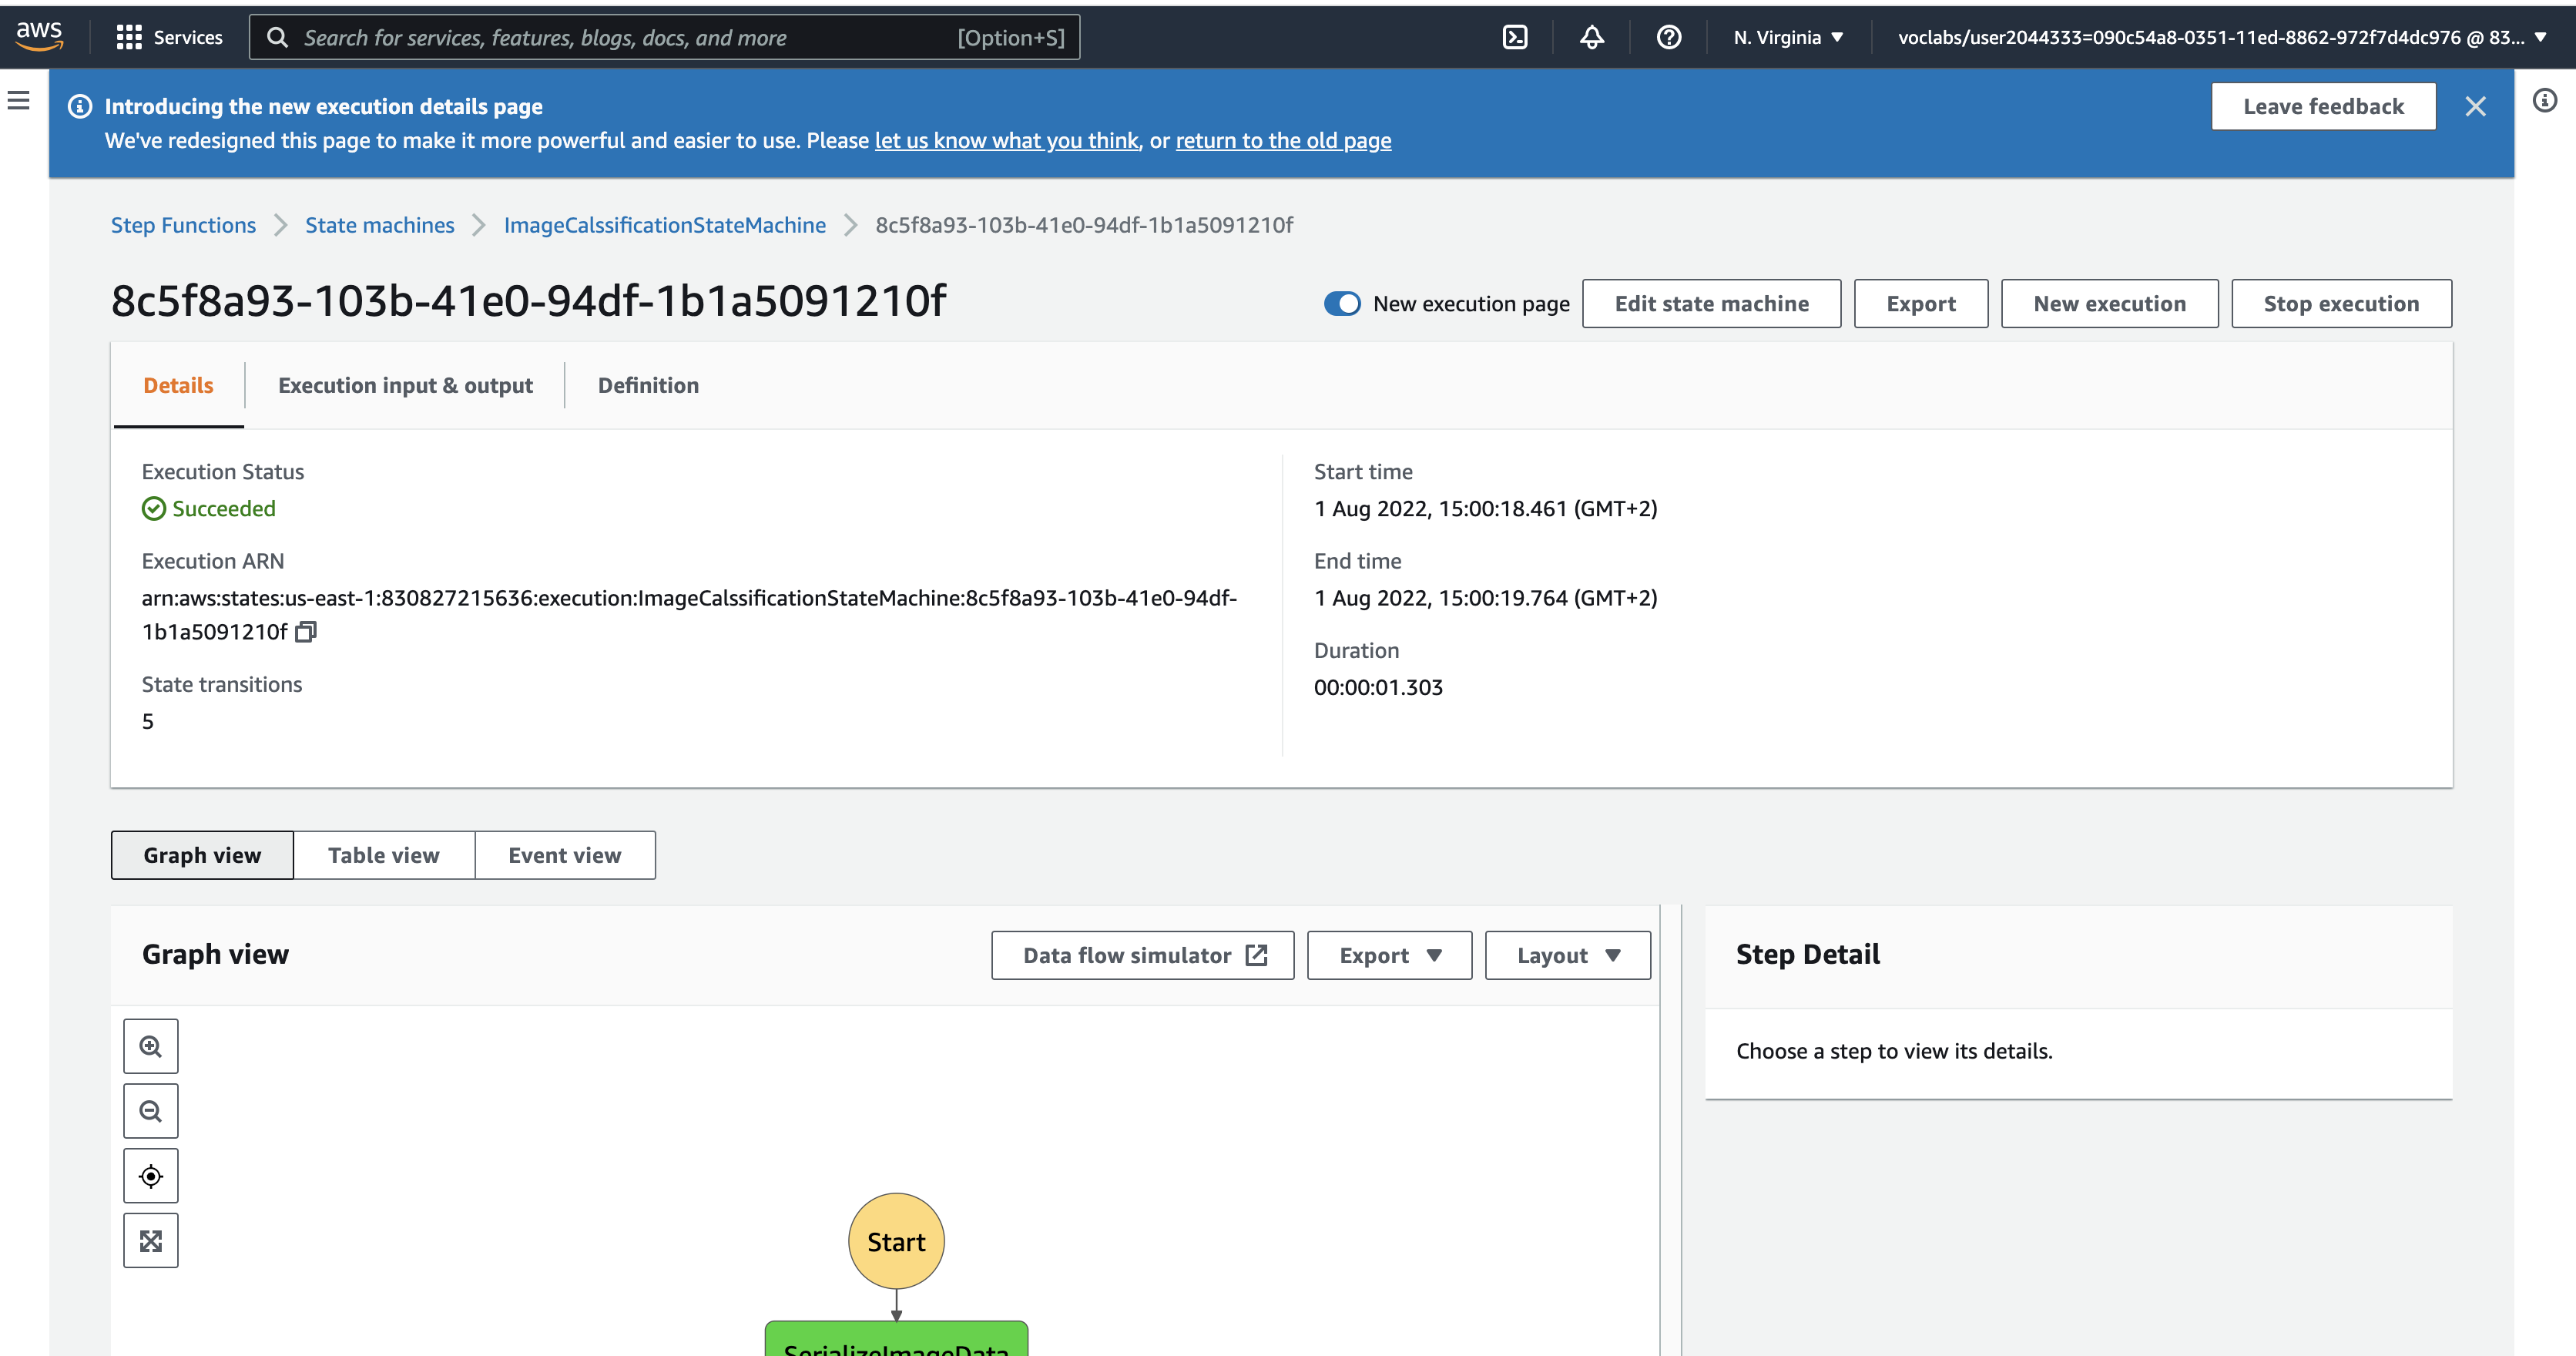 aws
Services
Search for services, features, blogs, docs, and more
[Option+S]
N. Virginia
voclabs/user2044333=090c54a8-0351-11ed-8862-972f7d4dc976 @ 83...
Introducing the new execution details page
We've redesigned this page to make it more powerful and easier to use. Please let us know what you think, or return to the old page
Leave feedback
Step Functions
State machines
ImageCalssificationStateMachine
8c5f8a93-103b-41e0-94df-1b1a5091210f
8c5f8a93-103b-41e0-94df-1b1a5091210f
New execution page
Edit state machine
Export
New execution
Stop execution
Details
Execution input & output
Definition
Execution Status
Succeeded
Execution ARN
arn:aws:states:us-east-1:830827215636:execution:ImageCalssificationStateMachine:8c5f8a93-103b-41e0-94df-
1b1a5091210f
State transitions
5
Start time
1 Aug 2022, 15:00:18.461 (GMT+2)
End time
1 Aug 2022, 15:00:19.764 (GMT+2)
Duration
00:00:01.303
Graph view
Table view
Event view
Graph view
Data flow simulator
Export
Layout
Start
SerializeImageData
Step Detail
Choose a step to view its details.